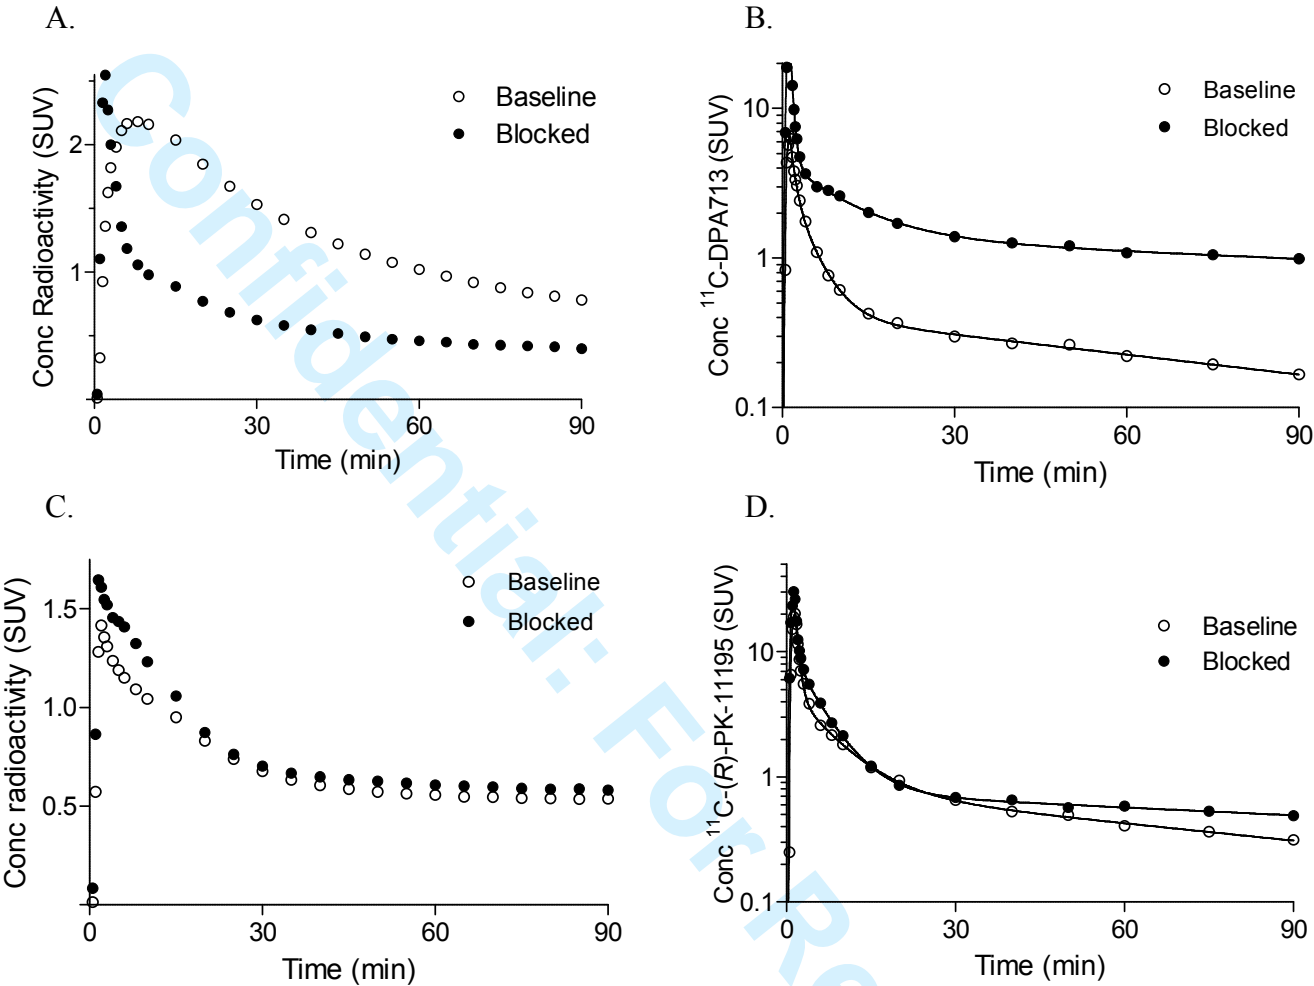 A.
Conc Radioactivity (SUV)
2
1
0
30
60
90
Time (min)
Baseline
Blocked
B.
Conc 11C-DPA713 (SUV)
10
1
0.1
0
30
60
90
Time (min)
Baseline
Blocked
C.
Conc radioactivity (SUV)
1.5
1.0
0.5
0
30
60
90
Time (min)
Baseline
Blocked
D.
Conc 11C-(R)-PK-11195 (SUV)
10
1
0.1
0
30
60
90
Time (min)
Baseline
Blocked
Confidential: For Re